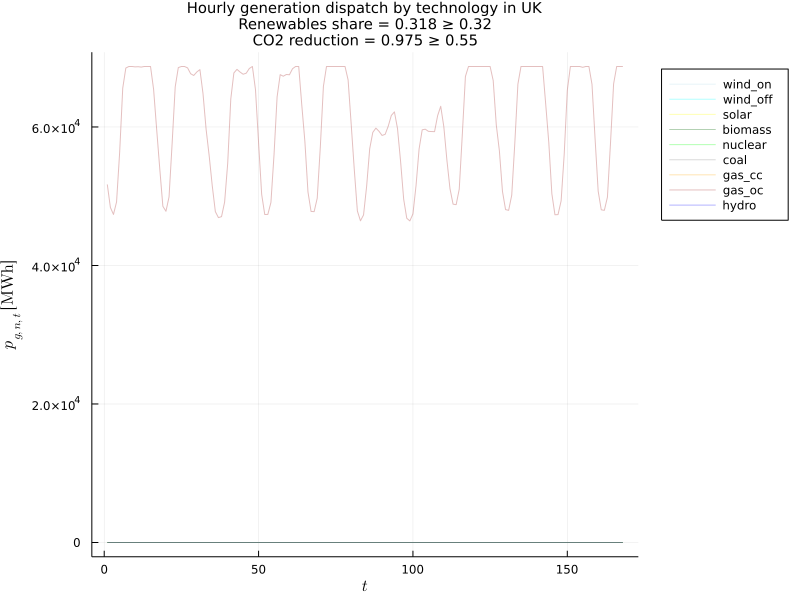 Hourly generation dispatch by technology in UK
Renewables share = 0.318 ≥ 0.32
CO2 reduction = 0.975 ≥ 0.55
wind_on
wind_off
solar
biomass
nuclear
coal
gas_cc
gas_oc
hydro
6.0×10⁴
4.0×10⁴
2.0×10⁴
0
p_{g,n,t} [MWh]
0 50 100 150
t